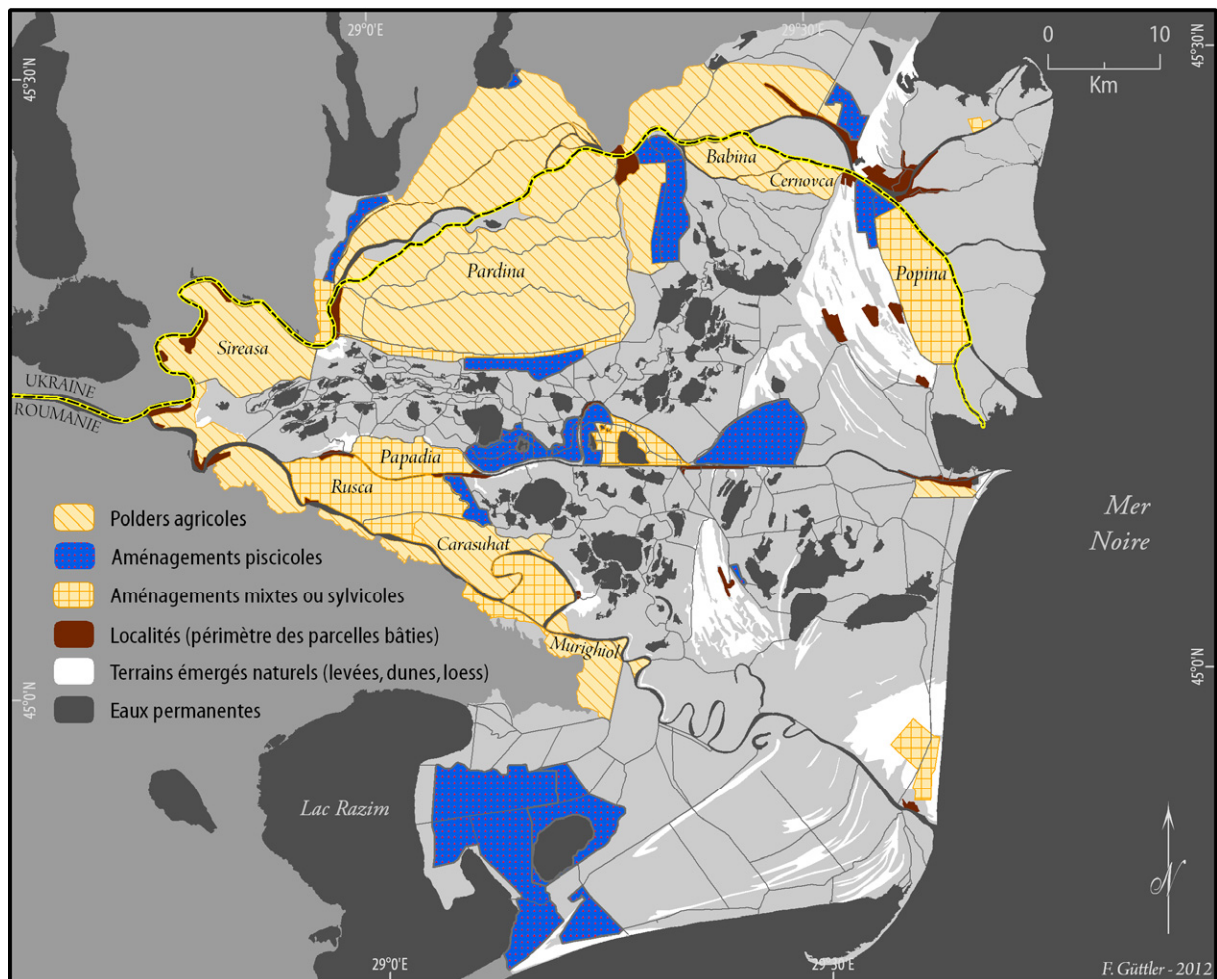 29°0'E
29°30'E
0 10
Km
45°30'N
45°30'N
Babina
Cernovca
Pardina
Popina
Sireasa
UKRAINE
ROUMANIE
Papadia
Rusca
Carasuhat
Murighiol
Mer
Noire
Polders agricoles
Aménagements piscicoles
Aménagements mixtes ou sylvicoles
Localités (périmètre des parcelles bâties)
Terrains émergés naturels (levées, dunes, loess)
Eaux permanentes
45°0'N
45°0'N
Lac Razim
N
29°0'E
29°30'E
F. Güttler - 2012